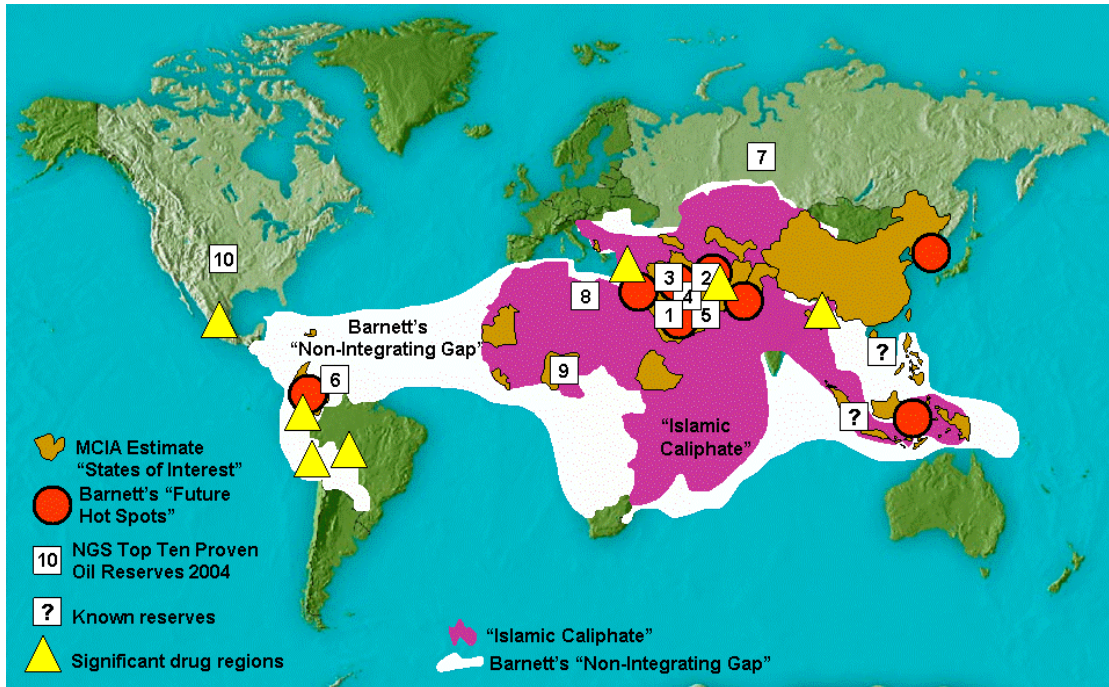 7
10
3
2
8
4
1
5
Barnett's
"Non-Integrating Gap"
?
6
9
?
"Islamic
Caliphate"
MCIA Estimate
"States of Interest"
Barnett's "Future
Hot Spots"
10
NGS Top Ten Proven
Oil Reserves 2004
?
Known reserves
Significant drug regions
"Islamic Caliphate"
Barnett's "Non-Integrating Gap"